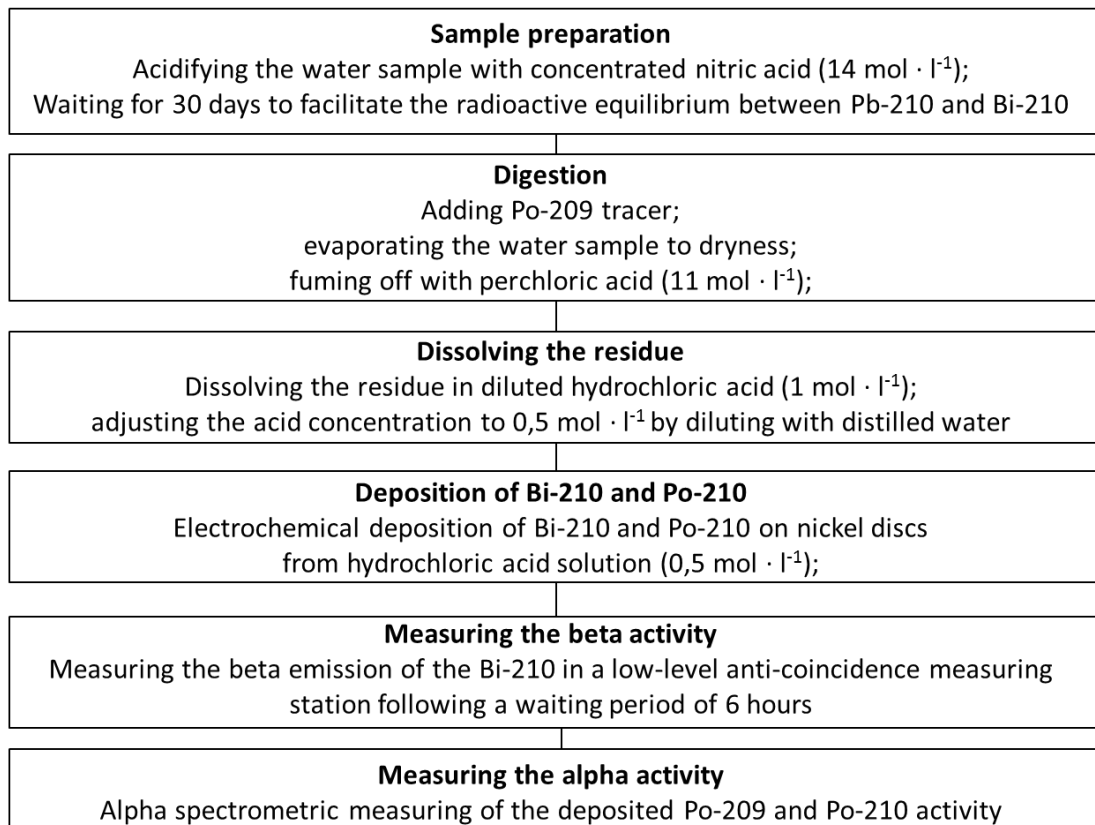 Sample preparation
Acidifying the water sample with concentrated nitric acid (14 mol · l⁻¹);
Waiting for 30 days to facilitate the radioactive equilibrium between Pb-210 and Bi-210
Digestion
Adding Po-209 tracer;
evaporating the water sample to dryness;
fuming off with perchloric acid (11 mol · l⁻¹);
Dissolving the residue
Dissolving the residue in diluted hydrochloric acid (1 mol · l⁻¹);
adjusting the acid concentration to 0,5 mol · l⁻¹ by diluting with distilled water
Deposition of Bi-210 and Po-210
Electrochemical deposition of Bi-210 and Po-210 on nickel discs
from hydrochloric acid solution (0,5 mol · l⁻¹);
Measuring the beta activity
Measuring the beta emission of the Bi-210 in a low-level anti-coincidence measuring
station following a waiting period of 6 hours
Measuring the alpha activity
Alpha spectrometric measuring of the deposited Po-209 and Po-210 activity